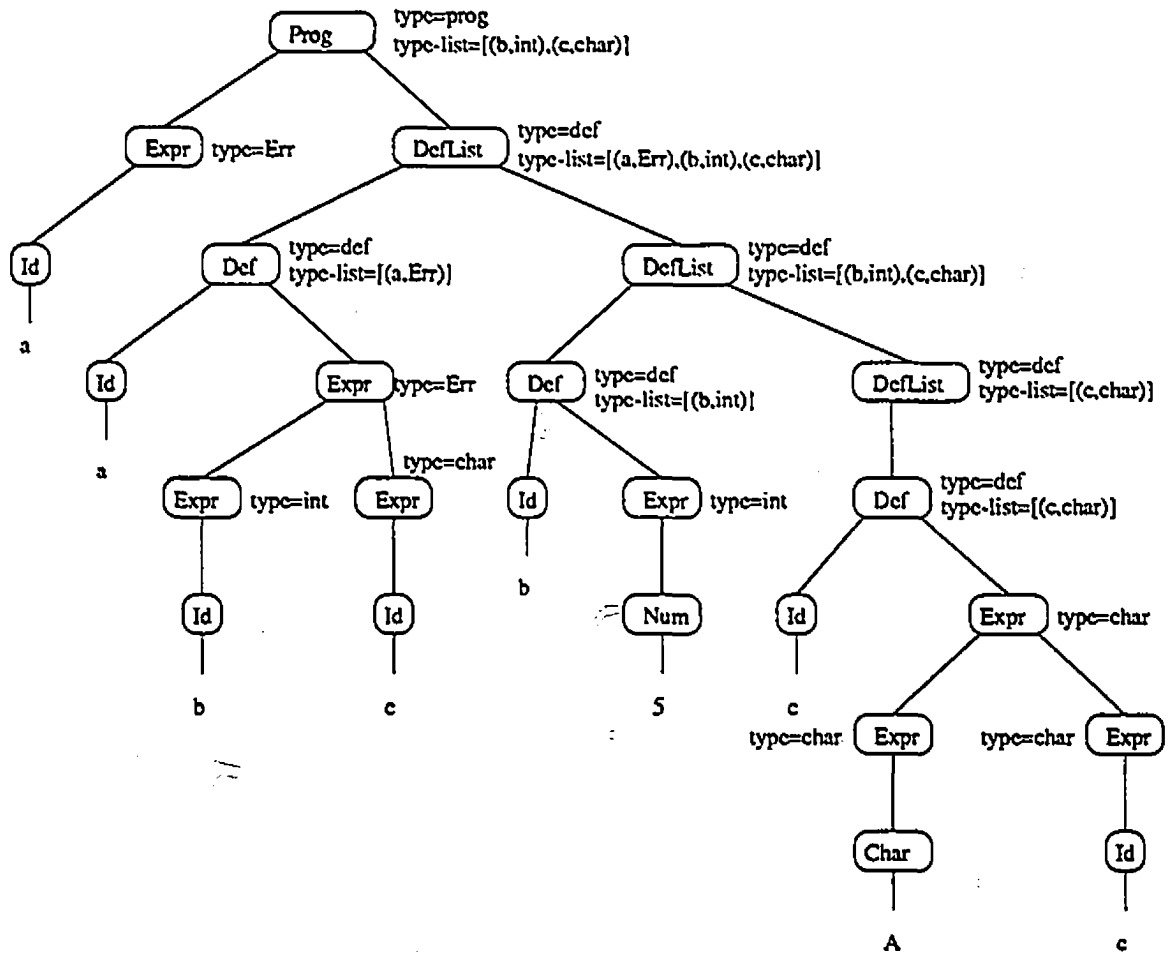 Prog
type=prog
type-list=[(b,int),(c,char)]
Expr
type=Err
DefList
type=def
type-list=[(a,Err),(b,int),(c,char)]
Id
Def
type=def
type-list=[(a,Err)]
DefList
type=def
type-list=[(b,int),(c,char)]
a
Id
Expr
type=Err
Def
type=def
type-list=[(b,int)]
DefList
type=def
type-list=[(c,char)]
a
Expr
type=int
type=char
Expr
Id
Expr
type=int
Def
type=def
type-list=[(c,char)]
b
Id
Id
Num
Id
Expr
type=char
b
c
5
c
type=char
Expr
type=char
Expr
Char
Id
A
c